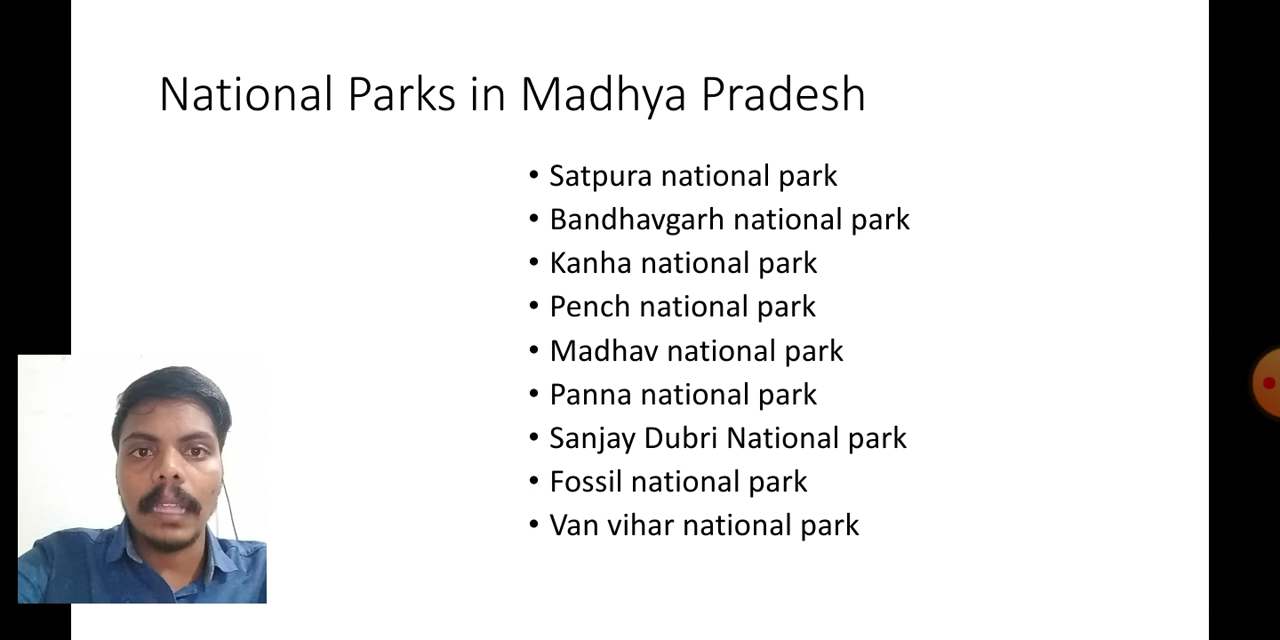 National Parks in Madhya Pradesh
• Satpura national park
• Bandhavgarh national park
• Kanha national park
• Pench national park
• Madhav national park
• Panna national park
• Sanjay Dubri National park
• Fossil national park
• Van vihar national park